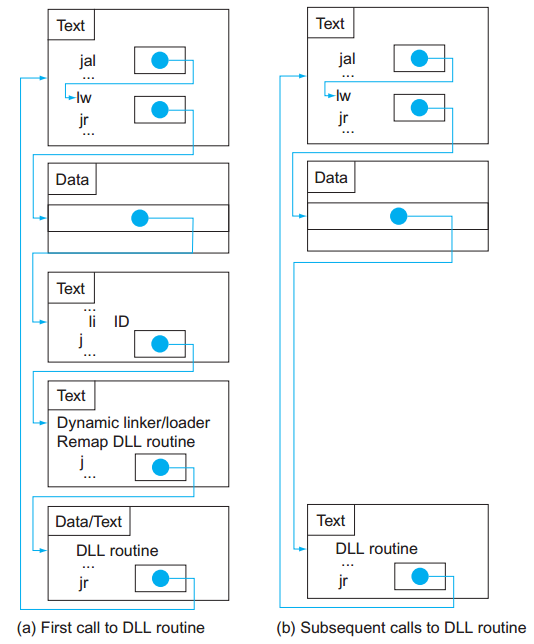 Text
jal
...
lw
jr
...
Data
Text
...
li ID
j
...
Text
Dynamic linker/loader
Remap DLL routine
j
...
Data/Text
DLL routine
...
jr
(a) First call to DLL routine
Text
jal
...
lw
jr
...
Data
Text
DLL routine
...
jr
(b) Subsequent calls to DLL routine